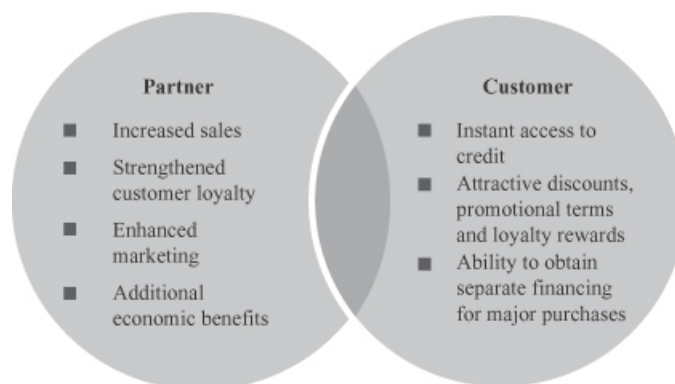 Partner
■ Increased sales
■ Strengthened
customer loyalty
■ Enhanced
marketing
■ Additional
economic benefits
Customer
■ Instant access to
credit
■ Attractive discounts,
promotional terms
and loyalty rewards
■ Ability to obtain
separate financing
for major purchases